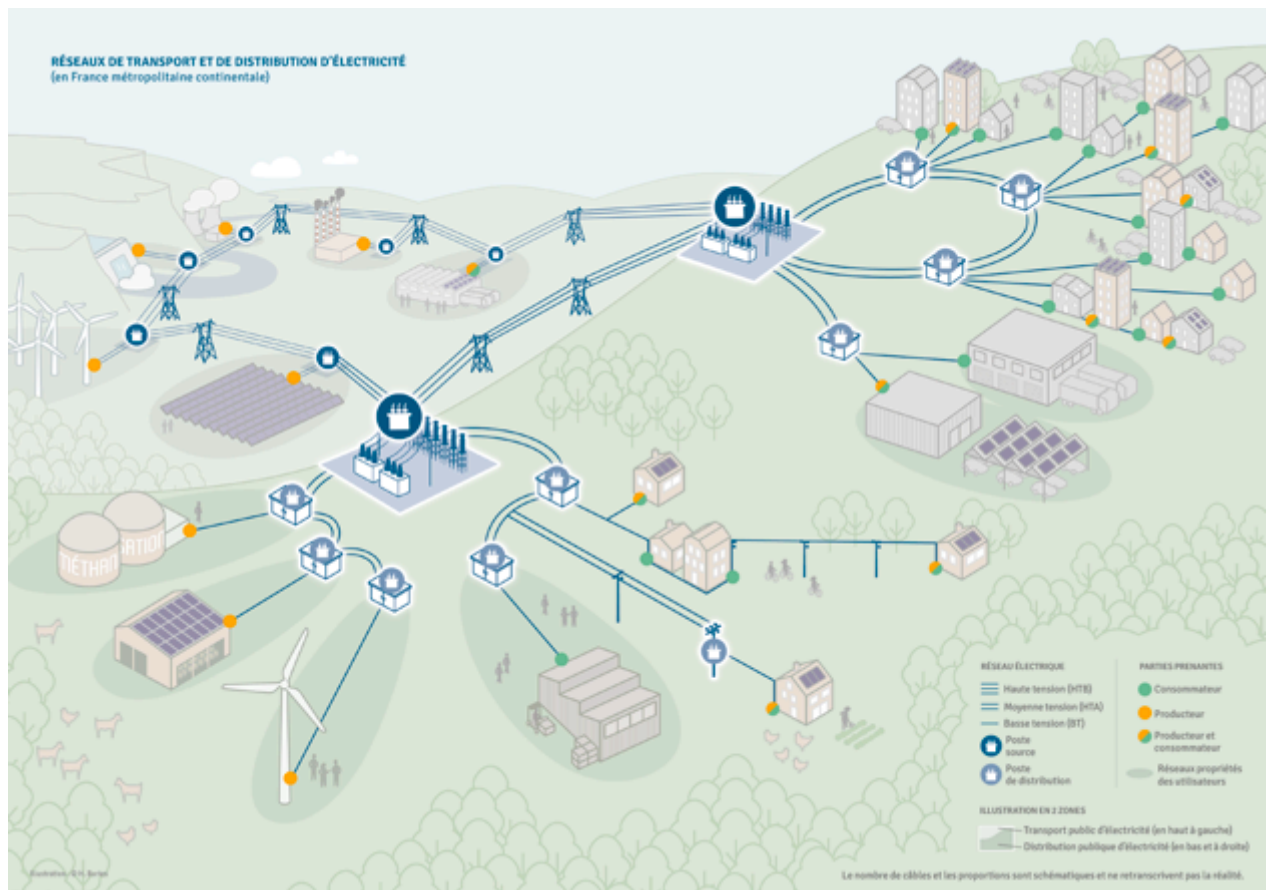 RÉSEAUX DE TRANSPORT ET DE DISTRIBUTION D'ÉLECTRICITÉ
(en France métropolitaine continentale)
MÉTHAN
SATION
RÉSEAU ÉLECTRIQUE
Haute tension (HTB)
Moyenne tension (HTA)
Basse tension (BT)
Poste
source
Poste
de distribution
PARTIES PRENANTES
Consommateur
Producteur
Producteur et
consommateur
Réseaux propriétés
des utilisateurs
ILLUSTRATION EN 2 ZONES
Transport public d'électricité (en haut à gauche)
Distribution publique d'électricité (en bas et à droite)
Le nombre de câbles et les proportions sont schématiques et ne retranscrivent pas la réalité.